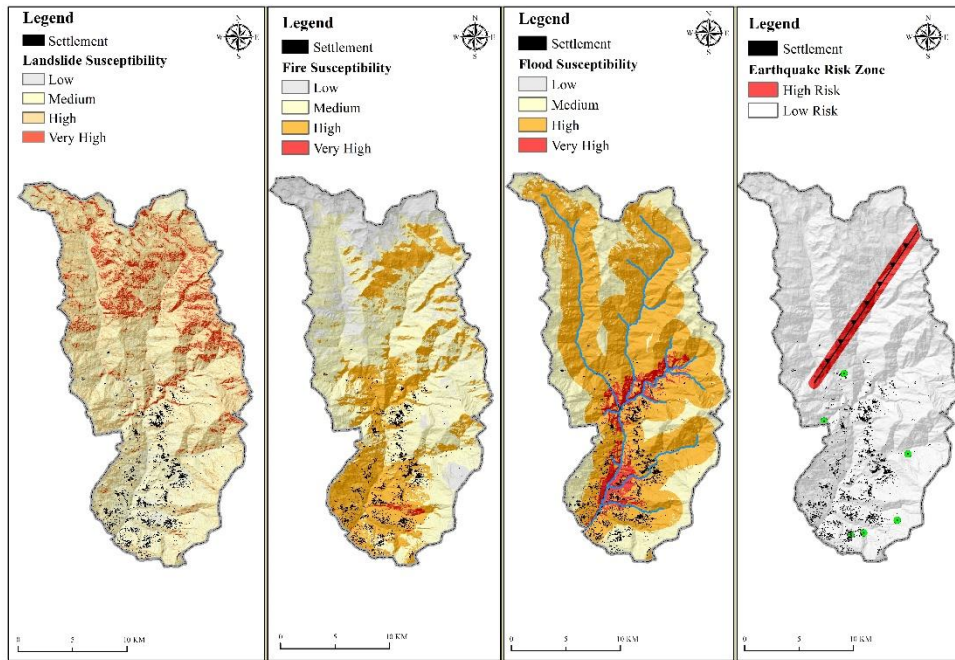 Legend
Settlement
Landslide Susceptibility
Low
Medium
High
Very High
N
W E
S
0 5 10 KM
Legend
Settlement
Fire Susceptibility
Low
Medium
High
Very High
N
W E
S
0 5 10 KM
Legend
Settlement
Flood Susceptibility
Low
Medium
High
Very High
N
W E
S
0 5 10 KM
Legend
Settlement
Earthquake Risk Zone
High Risk
Low Risk
N
W E
S
0 5 10 KM